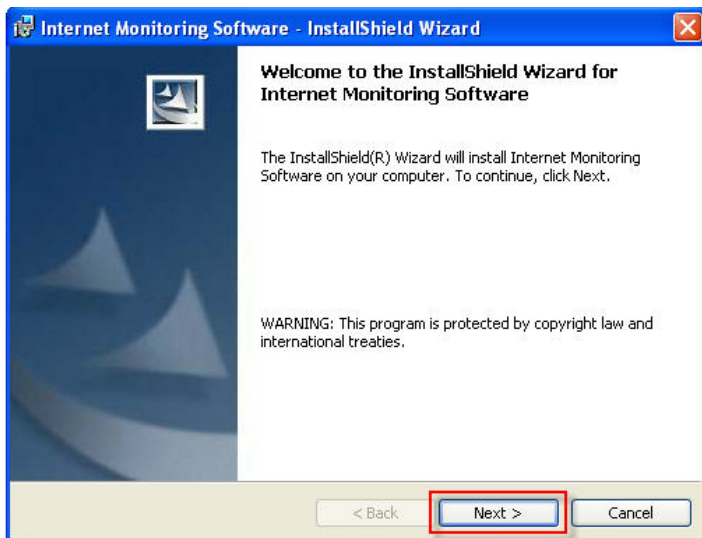 Internet Monitoring Software - InstallShield Wizard
Welcome to the InstallShield Wizard for
Internet Monitoring Software
The InstallShield(R) Wizard will install Internet Monitoring
Software on your computer. To continue, click Next.
WARNING: This program is protected by copyright law and
international treaties.
< Back
Next >
Cancel